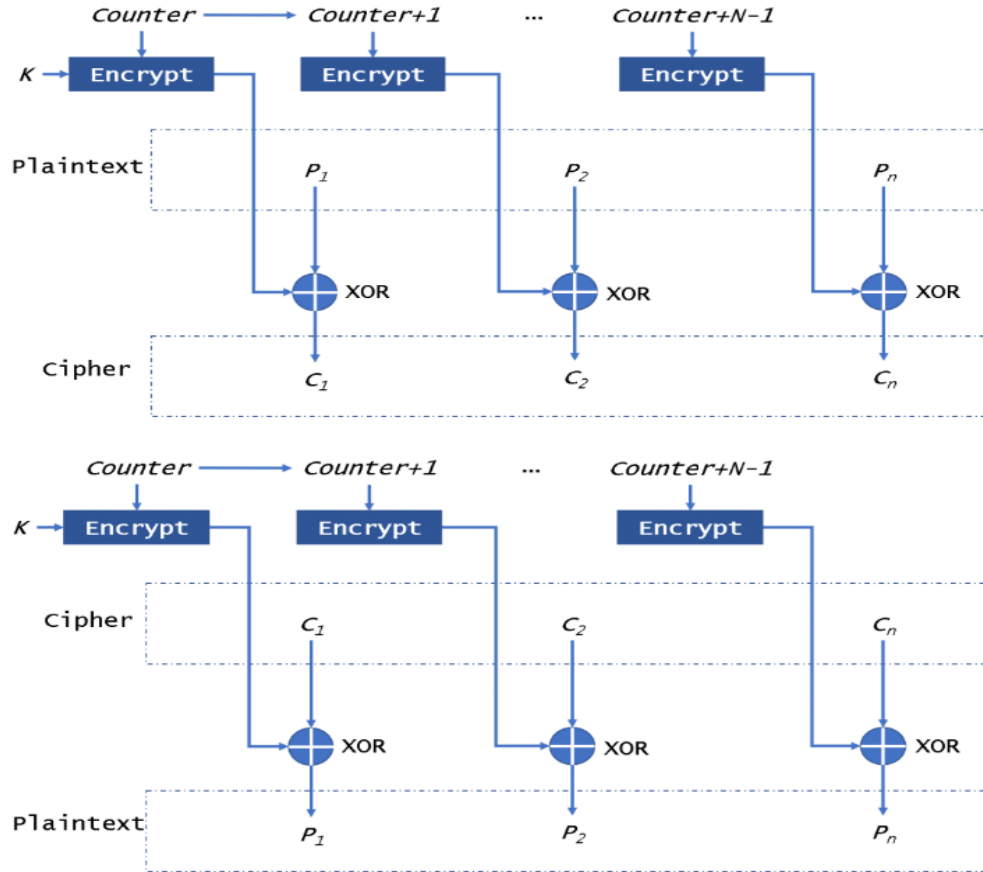 Counter Counter+1 ... Counter+N-1
K Encrypt Encrypt Encrypt
Plaintext P1 P2 Pn
XOR XOR XOR
Cipher C1 C2 Cn
Counter Counter+1 ... Counter+N-1
K Encrypt Encrypt Encrypt
Cipher C1 C2 Cn
XOR XOR XOR
Plaintext P1 P2 Pn